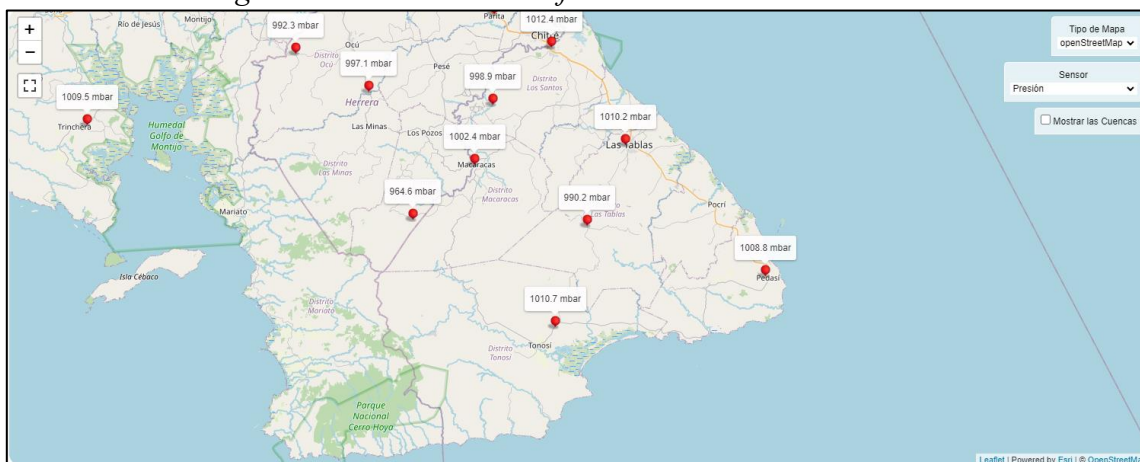 +
−
Río de Jesús
Montijo
992.3 mbar
Parita
1012.4 mbar
Tipo de Mapa
openStreetMap
Ocú
Distrito
Ocú
997.1 mbar
Pesé
998.9 mbar
Distrito
Los Santos
Sensor
Presión
1009.5 mbar
Herrera
Trinchera
Humedal
Golfo de
Montijo
Las Minas
Los Pozos
1002.4 mbar
1010.2 mbar
Las Tablas
Mostrar las Cuencas
Distrito
Las Minas
Macaracas
964.6 mbar
Distrito
Macaracas
990.2 mbar
Las Tablas
Mariato
Pocrí
1008.8 mbar
Pedasí
Isla Cébaco
Distrito
Mariato
1010.7 mbar
Tonosí
Distrito
Tonosí
Parque
Nacional
Cerro Hoya
Leaflet | Powered by Esri | © OpenStreetMa